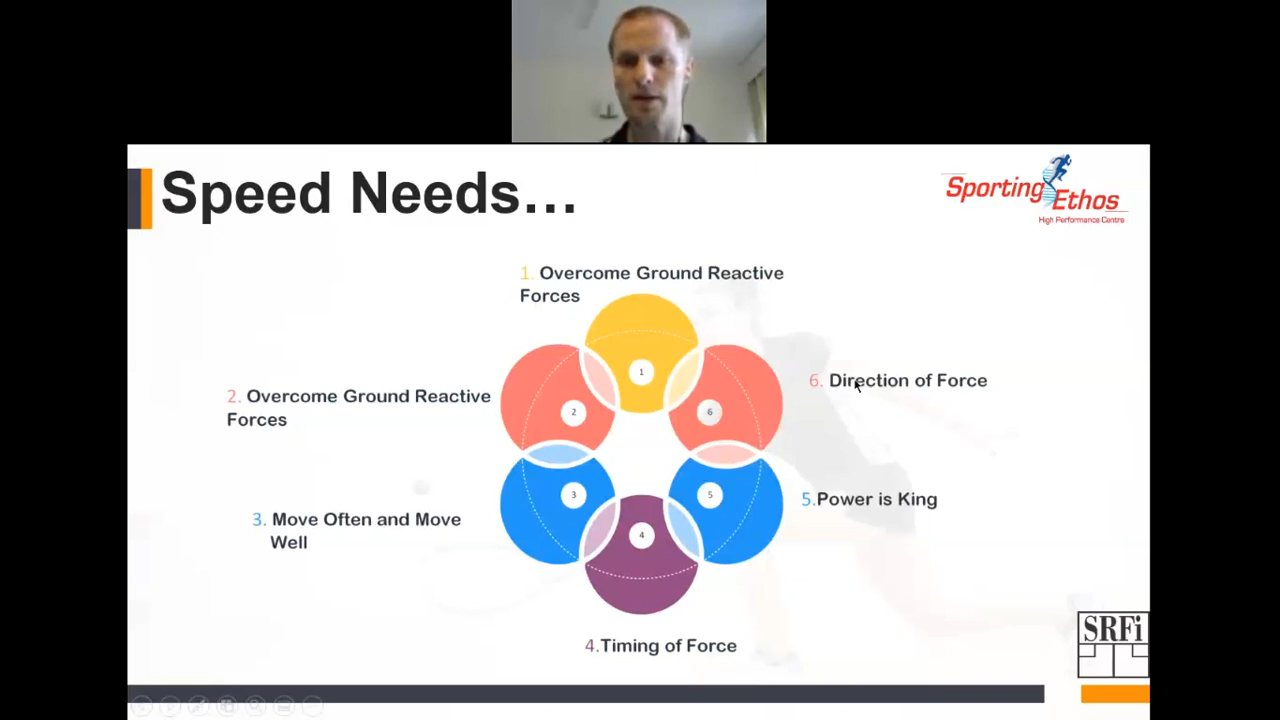 Speed Needs…
Sporting Ethos
High Performance Centre
1. Overcome Ground Reactive
Forces
2. Overcome Ground Reactive
Forces
3. Move Often and Move
Well
4.Timing of Force
5.Power is King
6. Direction of Force
1
2
3
4
5
6
SRFi